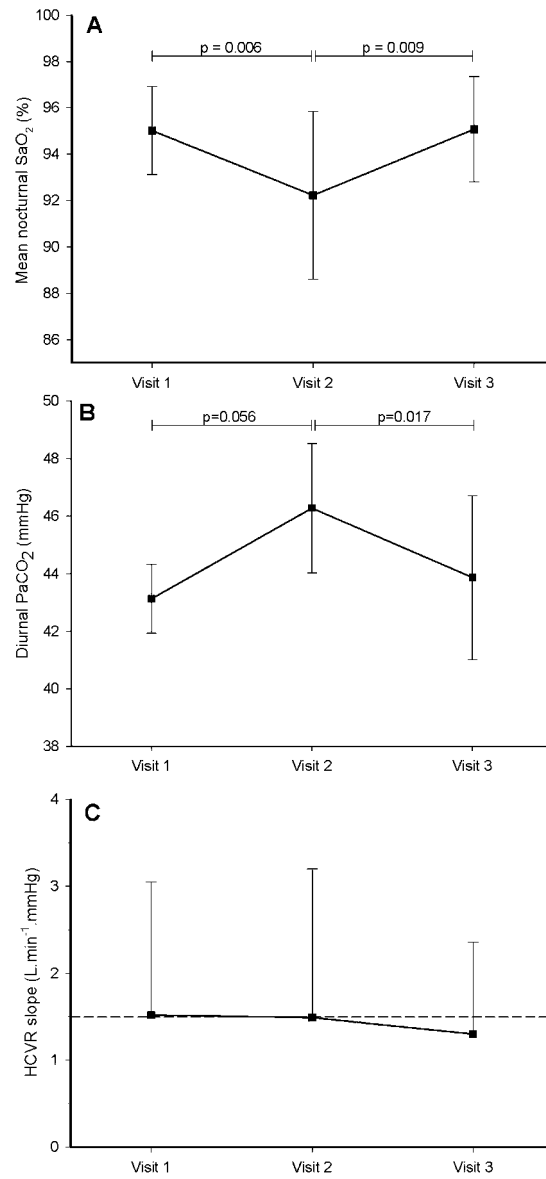 A
p = 0.006
p = 0.009
Mean nocturnal SaO2 (%)
100
98
96
94
92
90
88
86
Visit 1
Visit 2
Visit 3
B
p=0.056
p=0.017
Diurnal PaCO2 (mmHg)
50
48
46
44
42
40
38
Visit 1
Visit 2
Visit 3
C
HCVR slope (L.min-1.mmHg)
4
3
2
1
0
Visit 1
Visit 2
Visit 3